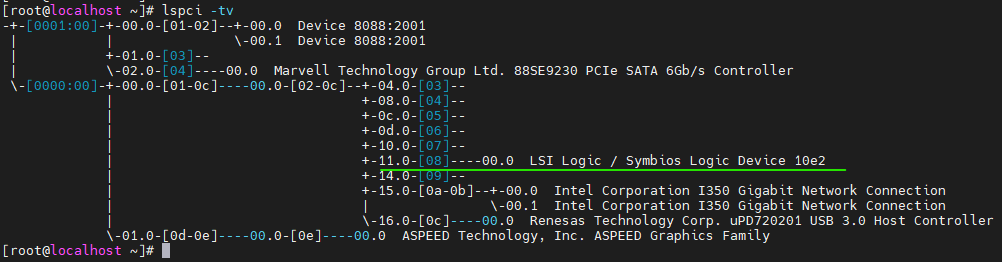 [root@localhost ~]# lspci -tv
-+-[0001:00]-+-00.0-[01-02]--+-00.0  Device 8088:2001
 |           |               \-00.1  Device 8088:2001
 |           +-01.0-[03]--
 |           \-02.0-[04]----00.0  Marvell Technology Group Ltd. 88SE9230 PCIe SATA 6Gb/s Controller
 \-[0000:00]-+-00.0-[01-0c]----00.0-[02-0c]--+-04.0-[03]--
             |                               +-08.0-[04]--
             |                               +-0c.0-[05]--
             |                               +-0d.0-[06]--
             |                               +-10.0-[07]--
             |                               +-11.0-[08]----00.0  LSI Logic / Symbios Logic Device 10e2
             |                               +-14.0-[09]--
             |                               +-15.0-[0a-0b]--+-00.0  Intel Corporation I350 Gigabit Network Connection
             |                               |               \-00.1  Intel Corporation I350 Gigabit Network Connection
             |                               \-16.0-[0c]----00.0  Renesas Technology Corp. uPD720201 USB 3.0 Host Controller
             \-01.0-[0d-0e]----00.0-[0e]----00.0  ASPEED Technology, Inc. ASPEED Graphics Family
[root@localhost ~]#